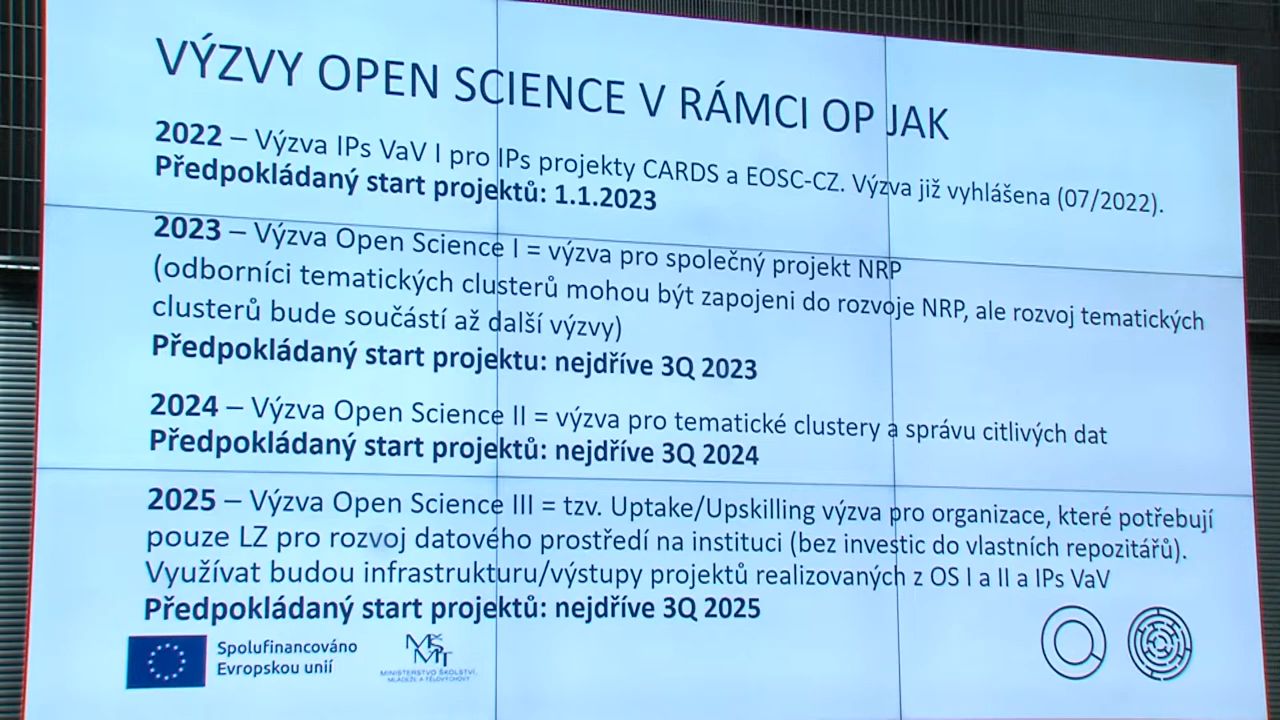 VÝZVY OPEN SCIENCE V RÁMCI OP JAK
2022 – Výzva IPs VaV I pro IPs projekty CARDS a EOSC-CZ. Výzva již vyhlášena (07/2022).
Předpokládaný start projektů: 1.1.2023
2023 – Výzva Open Science I = výzva pro společný projekt NRP
(odborníci tematických clusterů mohou být zapojeni do rozvoje NRP, ale rozvoj tematických
clusterů bude součástí až další výzvy)
Předpokládaný start projektu: nejdříve 3Q 2023
2024 – Výzva Open Science II = výzva pro tematické clustery a správu citlivých dat
Předpokládaný start projektů: nejdříve 3Q 2024
2025 – Výzva Open Science III = tzv. Uptake/Upskilling výzva pro organizace, které potřebují
pouze LZ pro rozvoj datového prostředí na instituci (bez investic do vlastních repozitářů).
Využívat budou infrastrukturu/výstupy projektů realizovaných z OS I a II a IPs VaV
Předpokládaný start projektů: nejdříve 3Q 2025
Spolufinancováno
Evropskou unií
MŠMT
MINISTERSTVO ŠKOLSTVÍ,
MLÁDEŽE A TĚLOVÝCHOVY